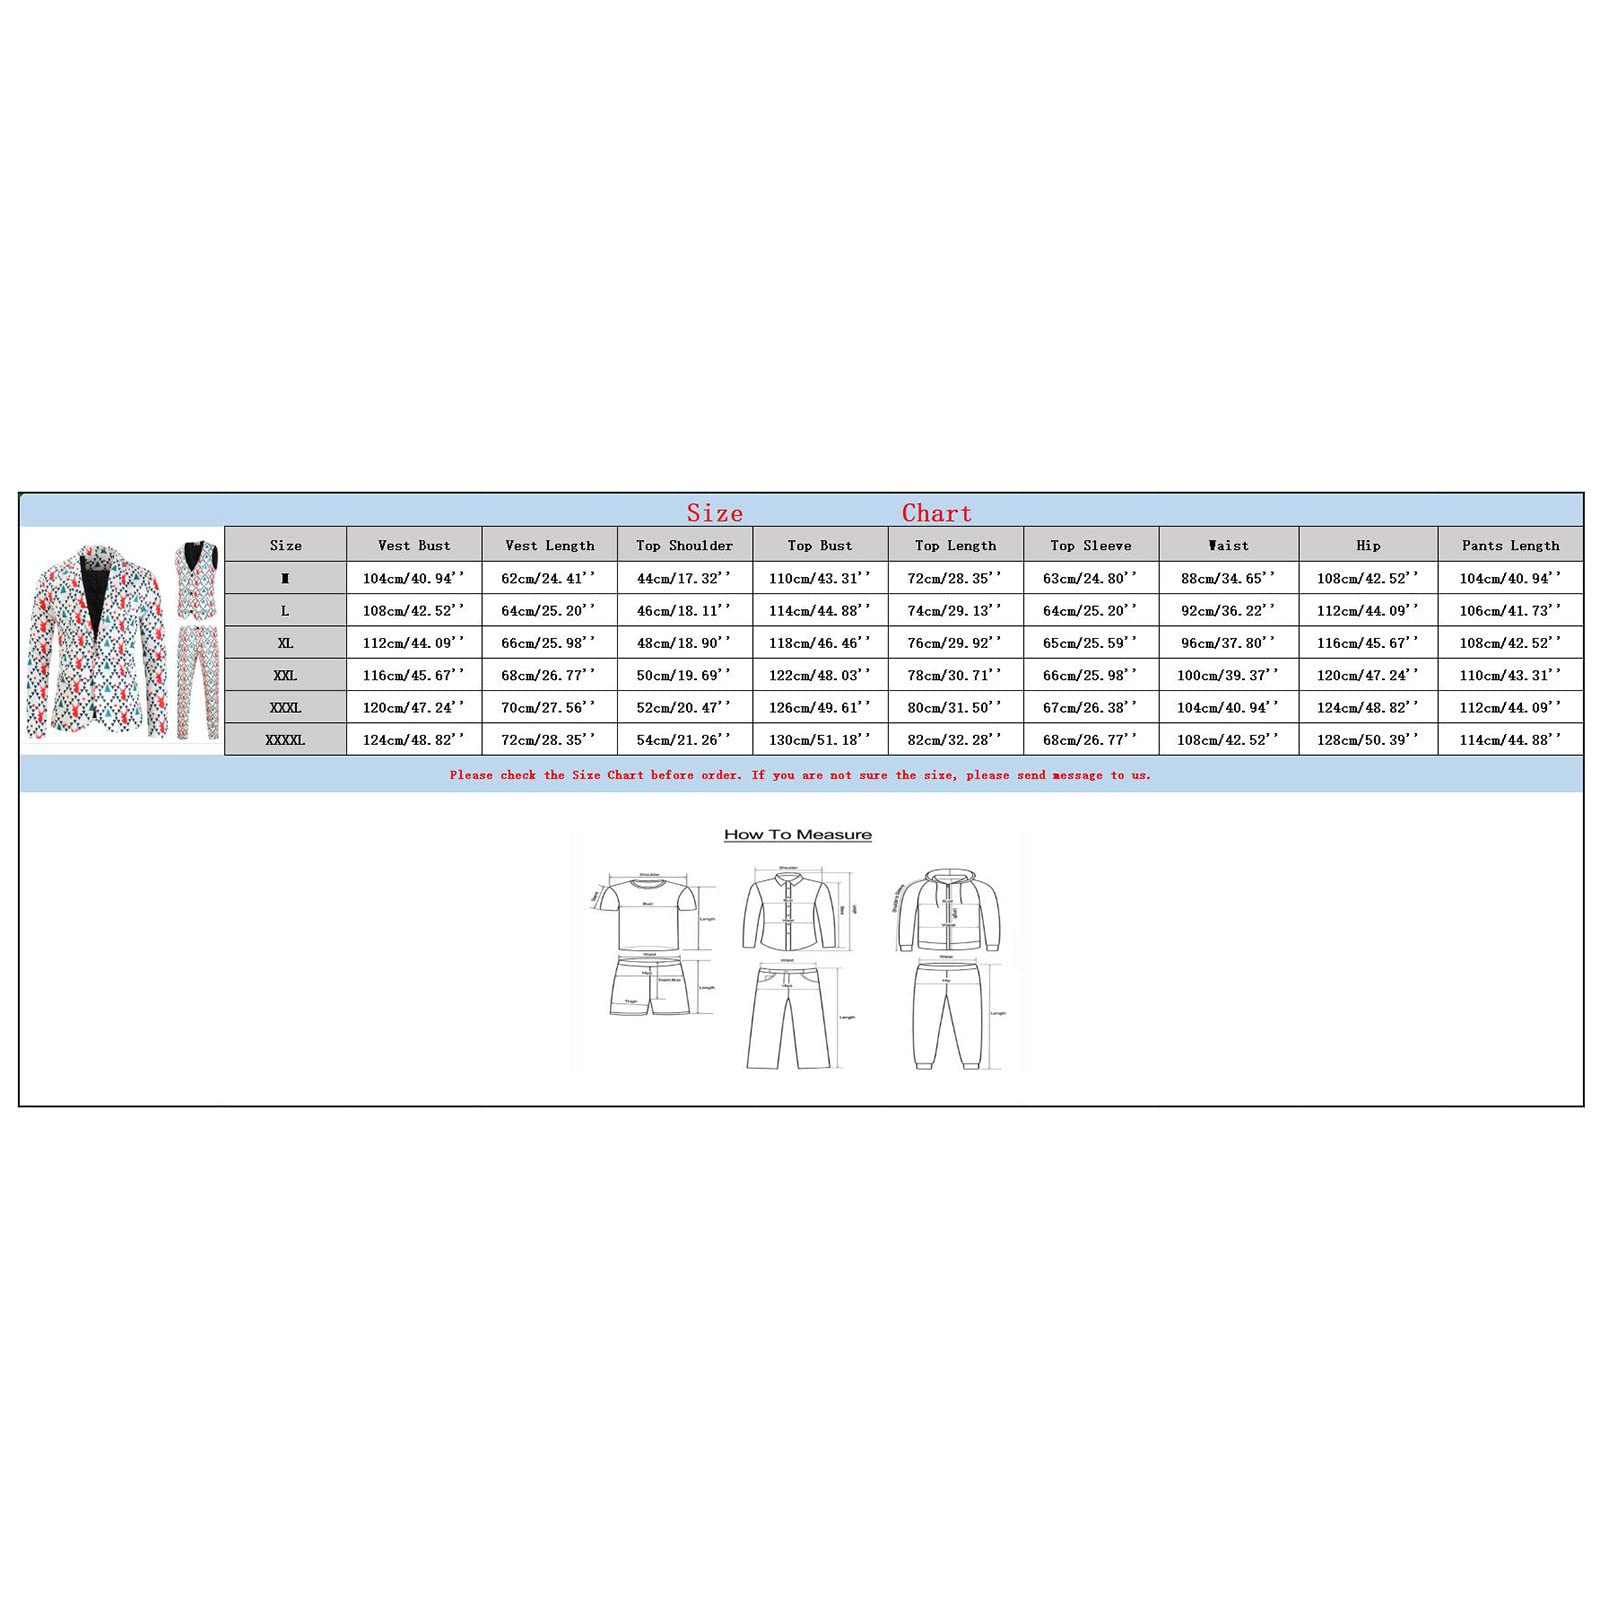 Size Chart
Size Vest Bust Vest Length Top Shoulder Top Bust Top Length Top Sleeve Waist Hip Pants Length
M 104cm/40.94'' 62cm/24.41'' 44cm/17.32'' 110cm/43.31'' 72cm/28.35'' 63cm/24.80'' 88cm/34.65'' 108cm/42.52'' 104cm/40.94''
L 108cm/42.52'' 64cm/25.20'' 46cm/18.11'' 114cm/44.88'' 74cm/29.13'' 64cm/25.20'' 92cm/36.22'' 112cm/44.09'' 106cm/41.73''
XL 112cm/44.09'' 66cm/25.98'' 48cm/18.90'' 118cm/46.46'' 76cm/29.92'' 65cm/25.59'' 96cm/37.80'' 116cm/45.67'' 108cm/42.52''
XXL 116cm/45.67'' 68cm/26.77'' 50cm/19.69'' 122cm/48.03'' 78cm/30.71'' 66cm/25.98'' 100cm/39.37'' 120cm/47.24'' 110cm/43.31''
XXXL 120cm/47.24'' 70cm/27.56'' 52cm/20.47'' 126cm/49.61'' 80cm/31.50'' 67cm/26.38'' 104cm/40.94'' 124cm/48.82'' 112cm/44.09''
XXXXL 124cm/48.82'' 72cm/28.35'' 54cm/21.26'' 130cm/51.18'' 82cm/32.28'' 68cm/26.77'' 108cm/42.52'' 128cm/50.39'' 114cm/44.88''
Please check the Size Chart before order. If you are not sure the size, please send message to us.
How To Measure
Shoulder
Bust
Length
Waist
Hips
Length
Thigh
Shoulder
Bust
Waist
Waist
Hips
Length
Bust
Length
Waist
Waist
Hip
Length